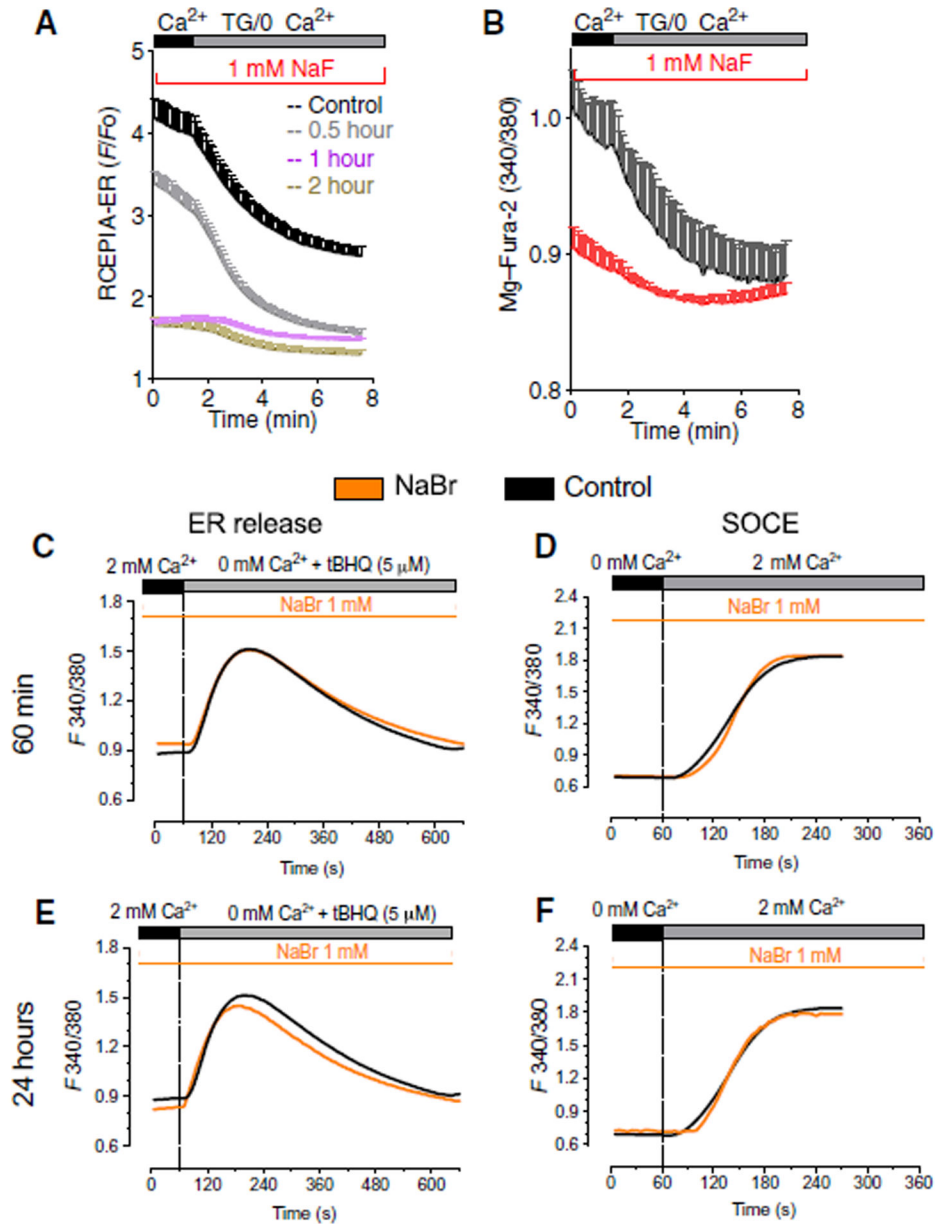 A
Ca²⁺ TG/0 Ca²⁺
1 mM NaF
5
4
3
2
1
RCEPIA-ER (F/Fo)
-- Control
-- 0.5 hour
-- 1 hour
-- 2 hour
0 2 4 6 8
Time (min)
B
Ca²⁺ TG/0 Ca²⁺
1 mM NaF
1.0
0.9
0.8
Mg–Fura-2 (340/380)
0 2 4 6 8
Time (min)
NaBr Control
ER release
SOCE
60 min
C
2 mM Ca²⁺ 0 mM Ca²⁺ + tBHQ (5 μM)
NaBr 1 mM
1.8
1.5
1.2
0.9
0.6
F 340/380
0 120 240 360 480 600
Time (s)
D
0 mM Ca²⁺ 2 mM Ca²⁺
NaBr 1 mM
2.4
2.1
1.8
1.5
1.2
0.9
0.6
F 340/380
0 60 120 180 240 300 360
Time (s)
24 hours
E
2 mM Ca²⁺ 0 mM Ca²⁺ + tBHQ (5 μM)
NaBr 1 mM
1.8
1.5
1.2
0.9
0.6
F 340/380
0 120 240 360 480 600
Time (s)
F
0 mM Ca²⁺ 2 mM Ca²⁺
NaBr 1 mM
2.4
2.1
1.8
1.5
1.2
0.9
0.6
F 340/380
0 60 120 180 240 300 360
Time (s)